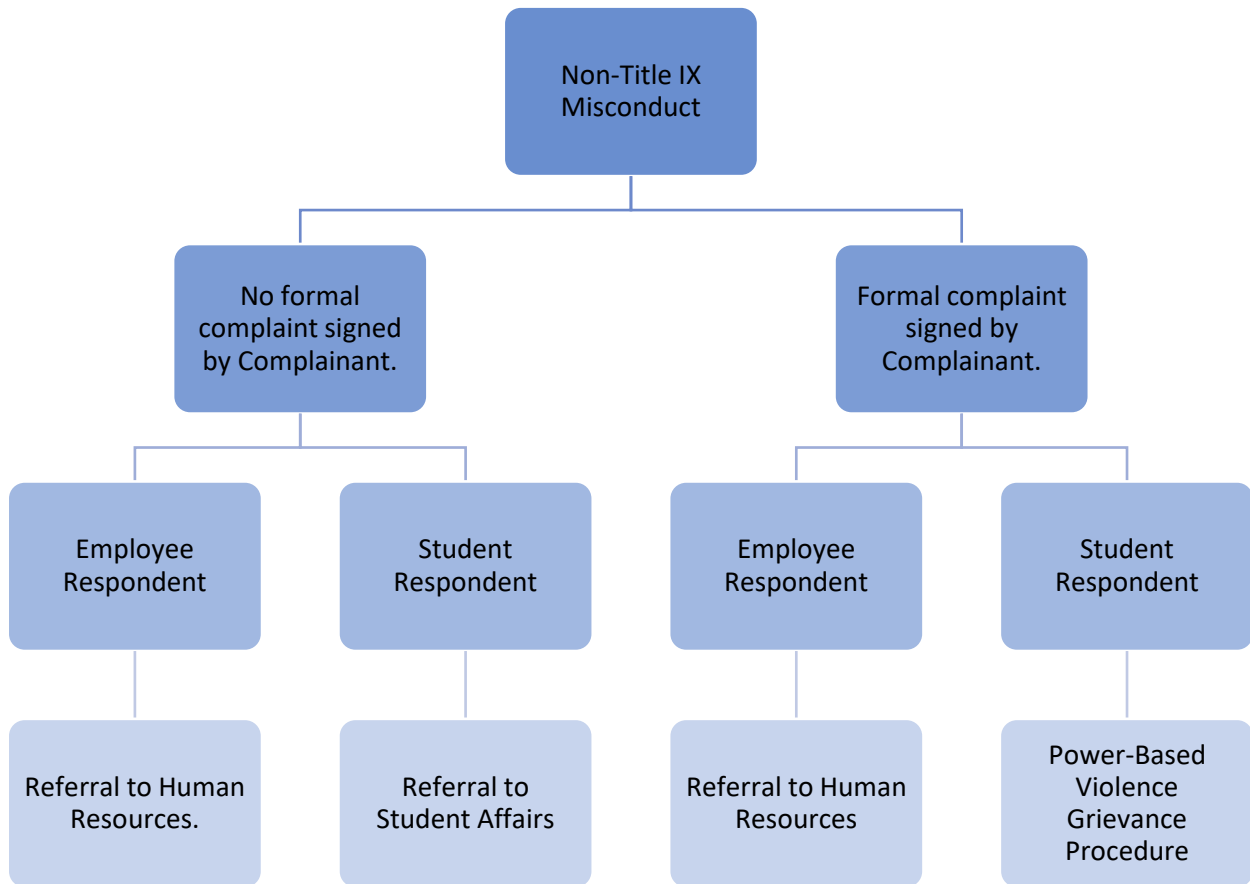 Non-Title IX
Misconduct
No formal
complaint signed
by Complainant.
Formal complaint
signed by
Complainant.
Employee
Respondent
Student
Respondent
Employee
Respondent
Student
Respondent
Referral to Human
Resources.
Referral to
Student Affairs
Referral to Human
Resources
Power-Based
Violence
Grievance
Procedure